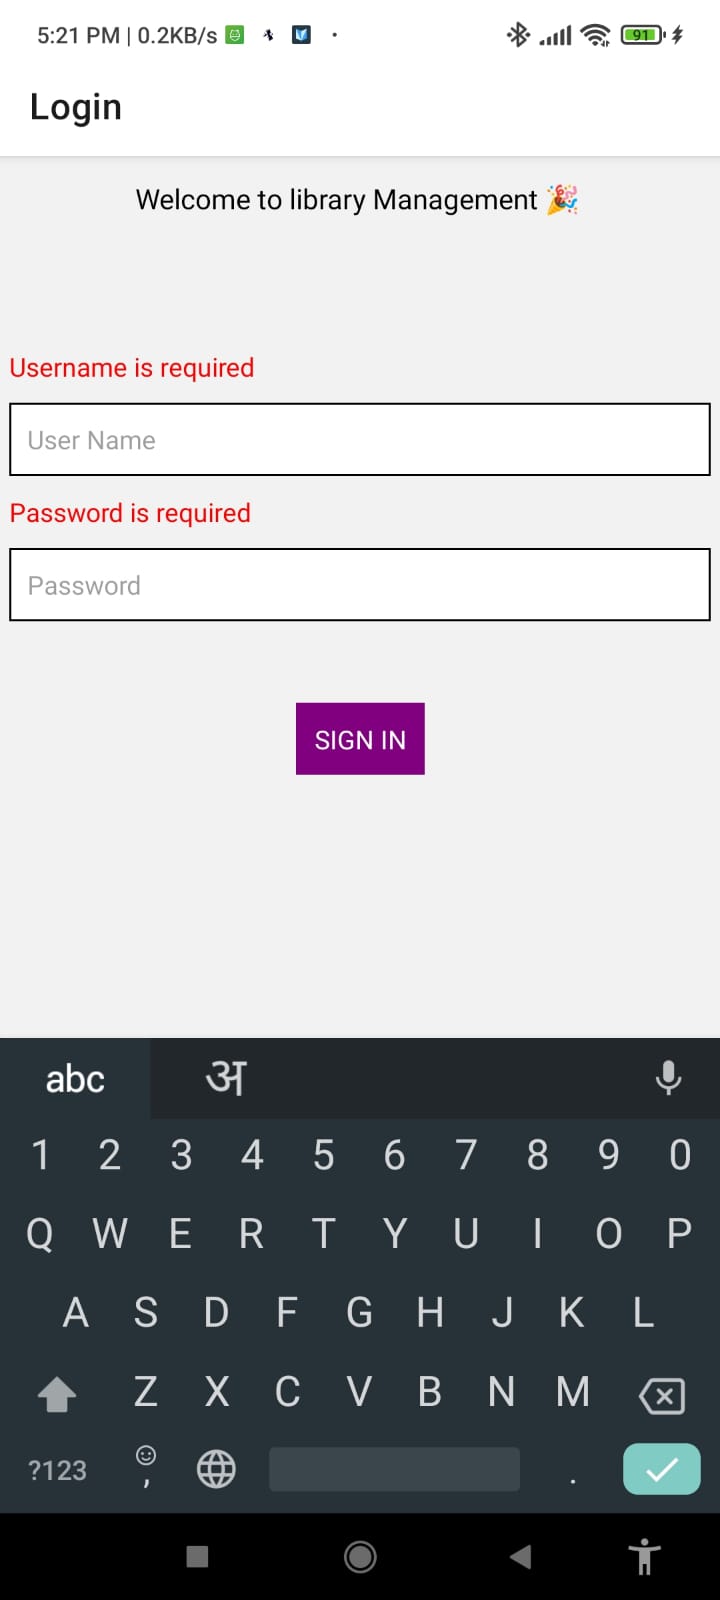 5:21 PM | 0.2KB/s 91
Login
Welcome to library Management 🎉
Username is required
User Name
Password is required
Password
SIGN IN
abc अ
1 2 3 4 5 6 7 8 9 0
Q W E R T Y U I O P
A S D F G H J K L
Z X C V B N M
?123 , .